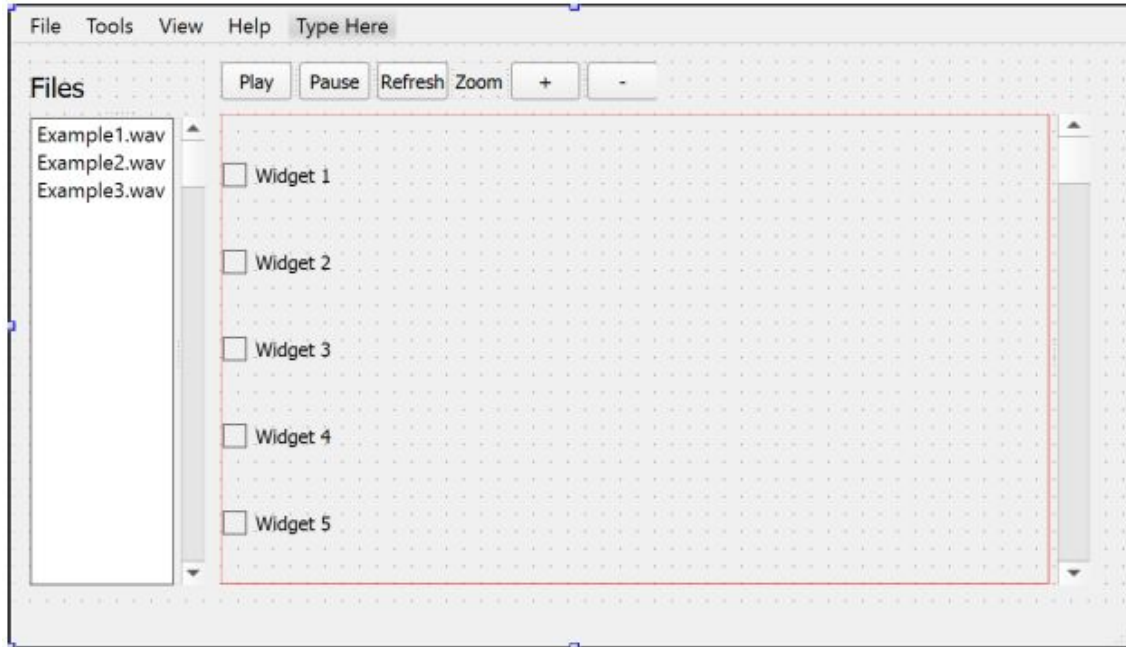 File Tools View Help Type Here
Files
Play Pause Refresh Zoom + -
Example1.wav
Example2.wav
Example3.wav
Widget 1
Widget 2
Widget 3
Widget 4
Widget 5